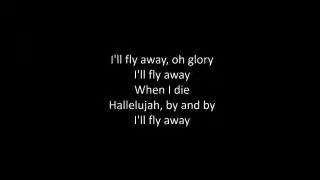 I'll fly away, oh glory
I'll fly away
When I die
Hallelujah, by and by
I'll fly away